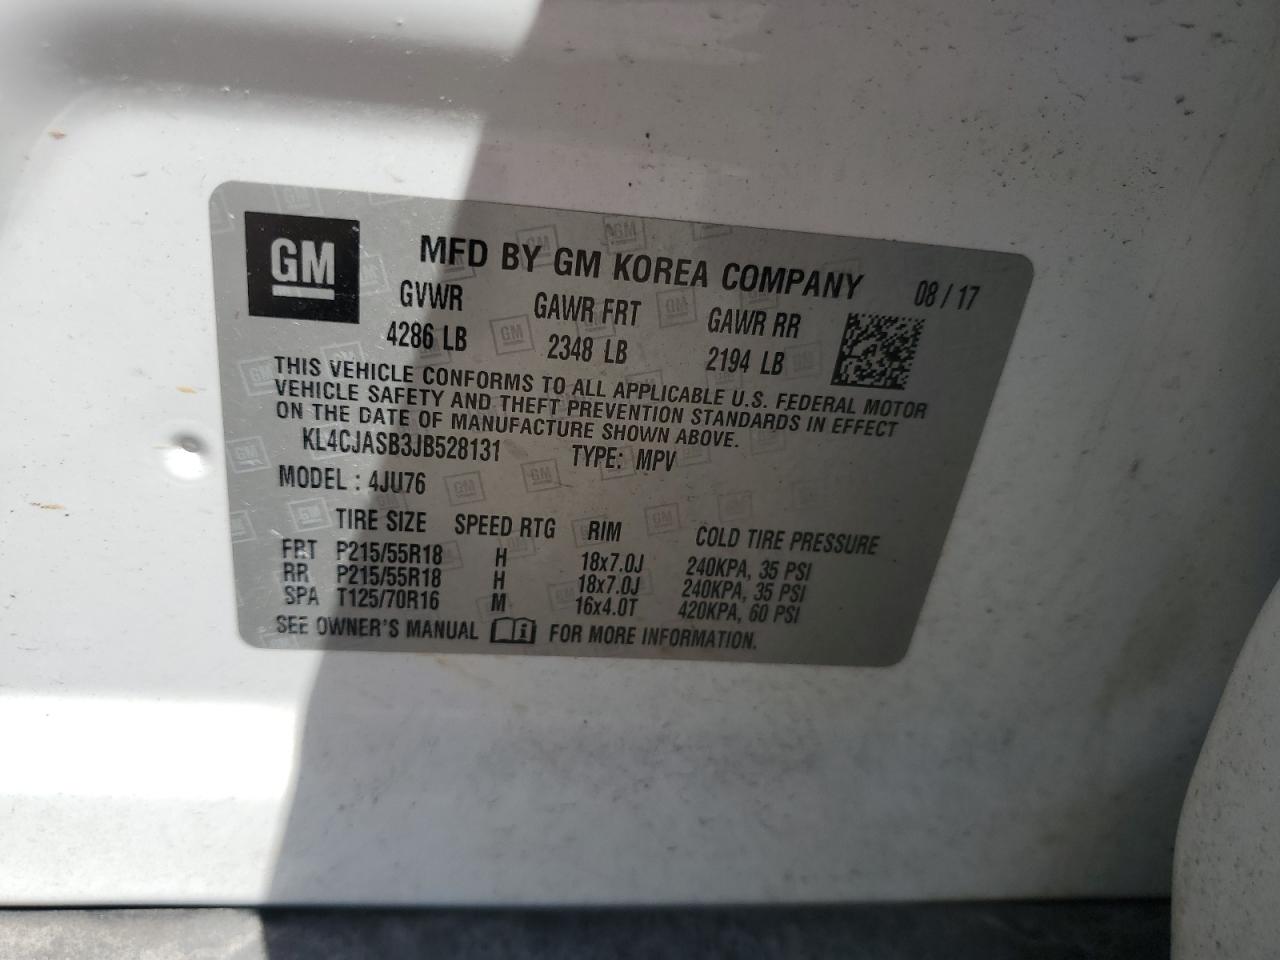 GM
MFD BY GM KOREA COMPANY 08 / 17
GVWR GAWR FRT GAWR RR
4286 LB 2348 LB 2194 LB
THIS VEHICLE CONFORMS TO ALL APPLICABLE U.S. FEDERAL MOTOR
VEHICLE SAFETY AND THEFT PREVENTION STANDARDS IN EFFECT
ON THE DATE OF MANUFACTURE SHOWN ABOVE.
KL4CJASB3JB528131 TYPE: MPV
MODEL : 4JU76
TIRE SIZE SPEED RTG RIM COLD TIRE PRESSURE
FRT P215/55R18 H 18x7.0J 240KPA, 35 PSI
RR P215/55R18 H 18x7.0J 240KPA, 35 PSI
SPA T125/70R16 M 16x4.0T 420KPA, 60 PSI
SEE OWNER'S MANUAL i FOR MORE INFORMATION.